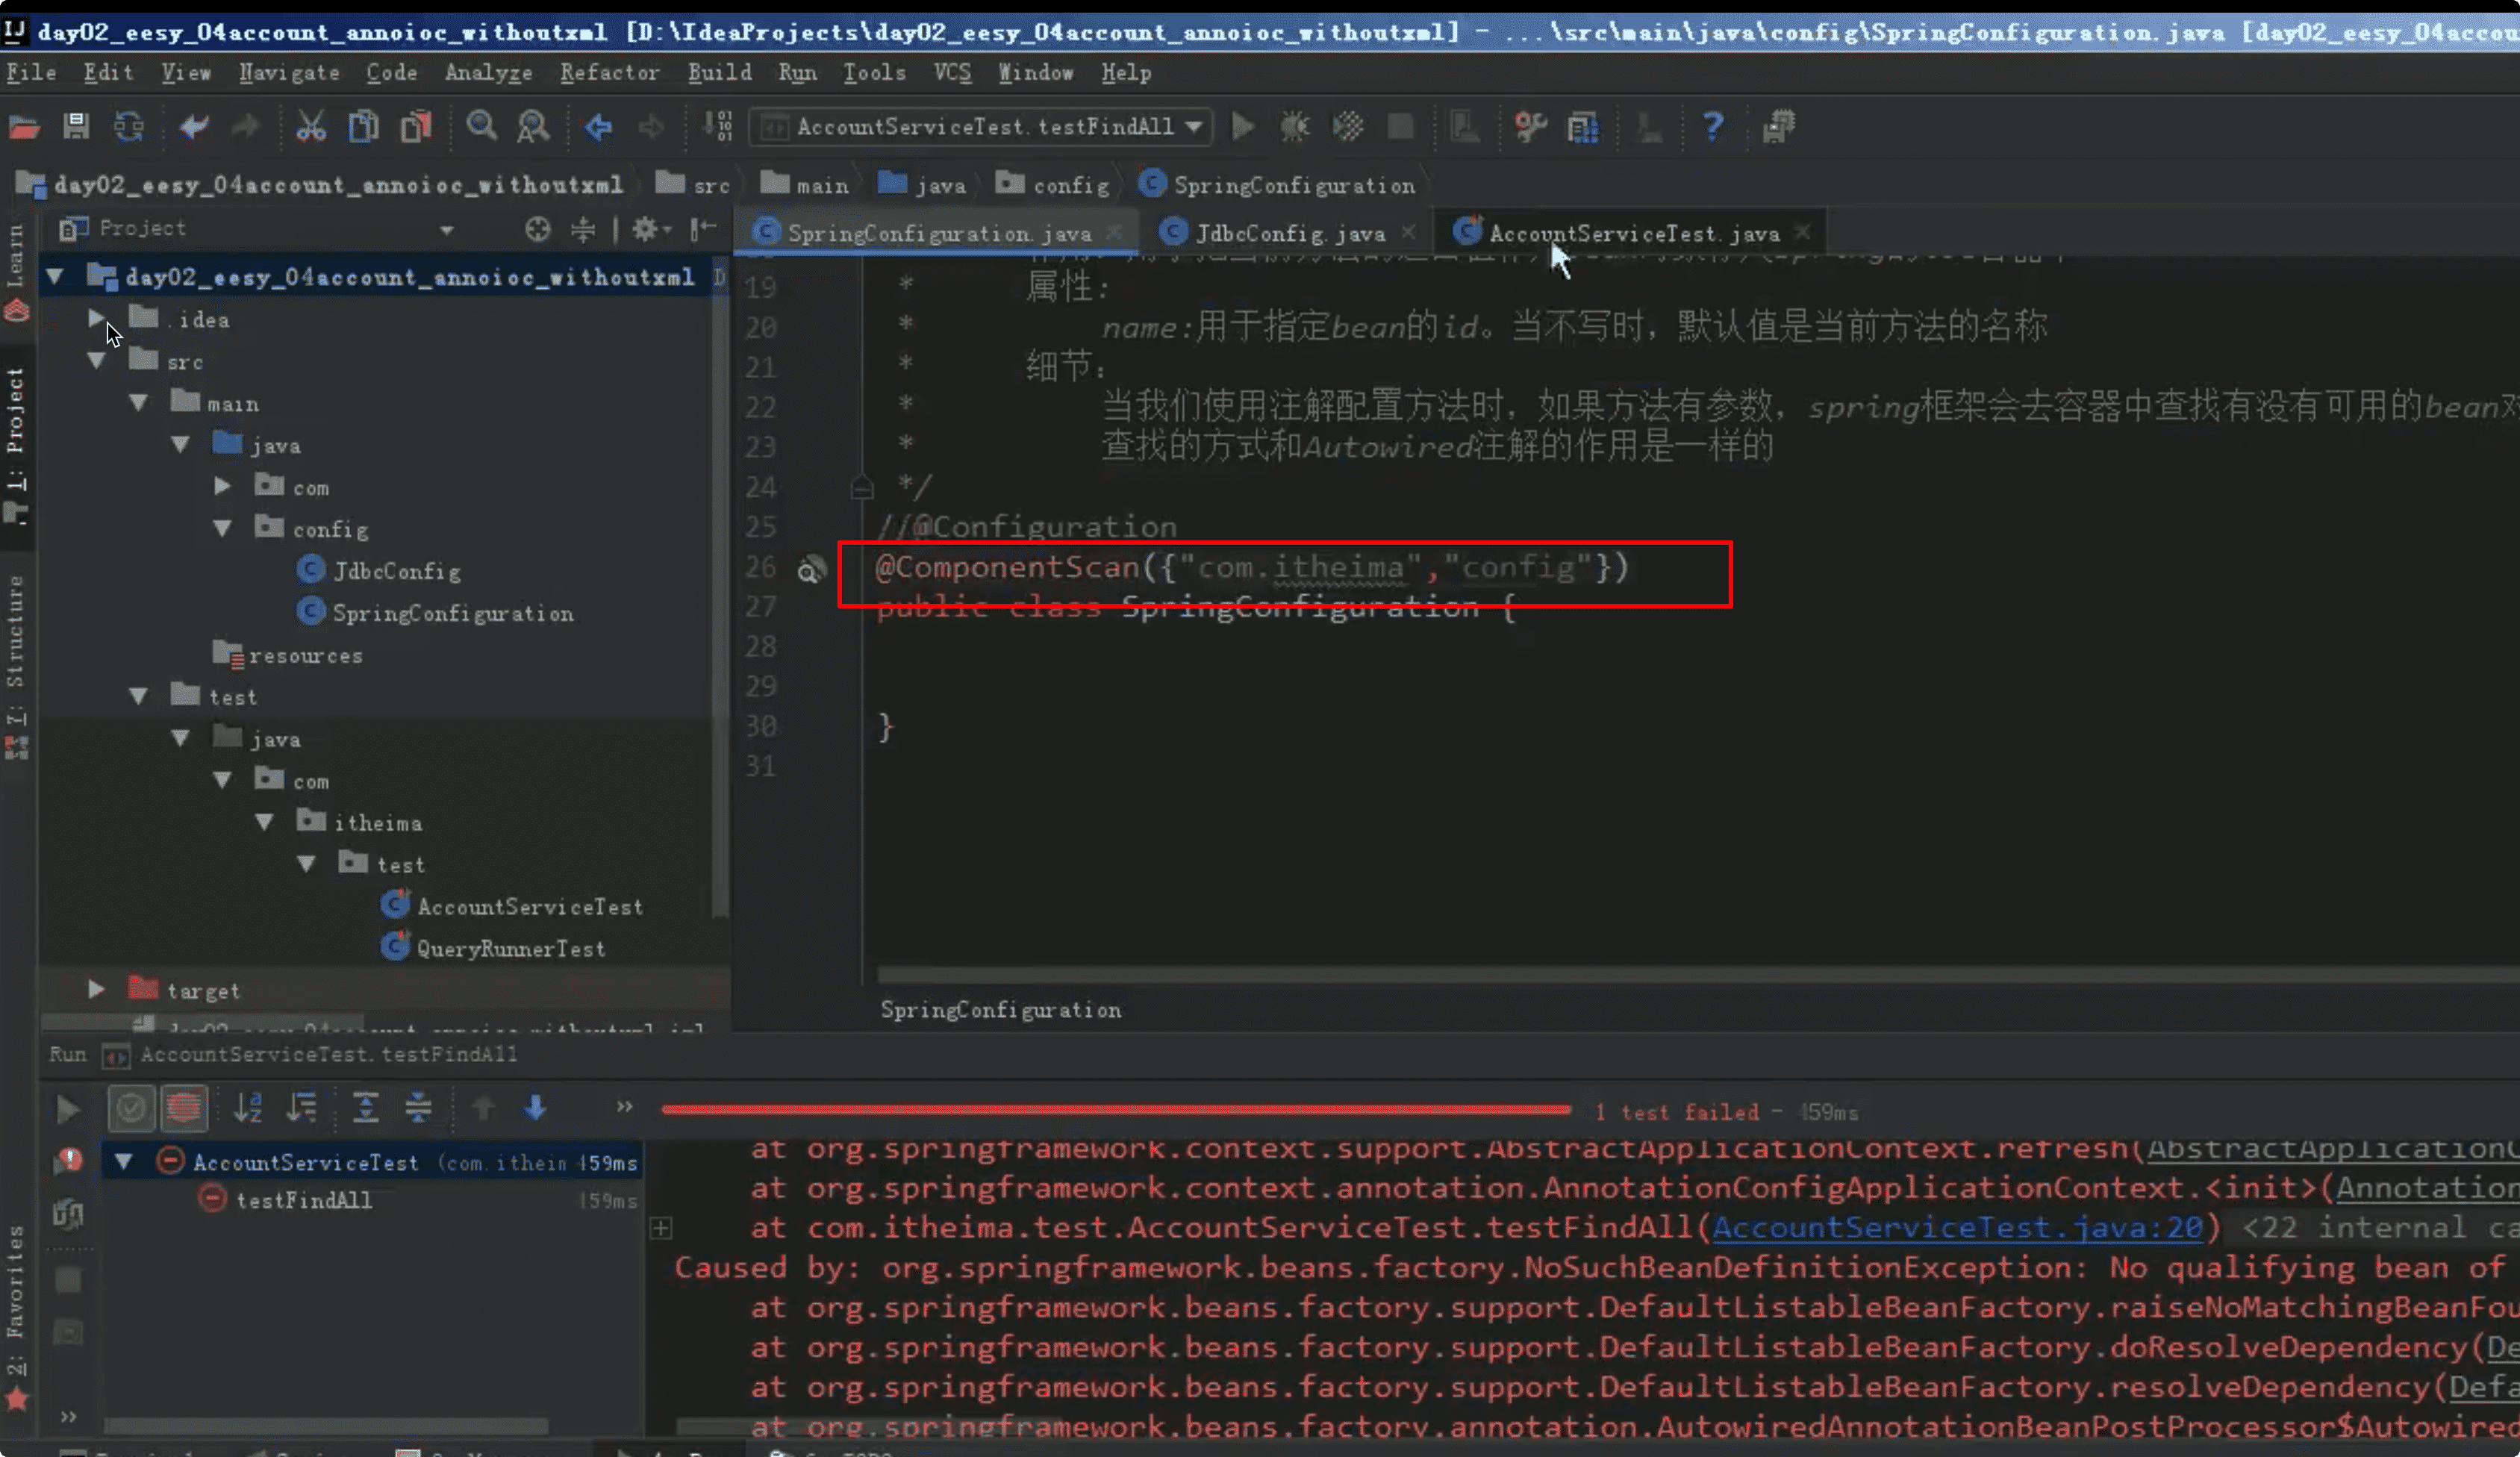 day02_eesy_04account_annoioc_withoutxml [D:\IdeaProjects\day02_eesy_04account_annoioc_withoutxml] - ...\src\main\java\config\SpringConfiguration.java [day02_eesy_04accou
File Edit View Navigate Code Analyze Refactor Build Run Tools VCS Window Help
AccountServiceTest.testFindAll
day02_eesy_04account_annoioc_withoutxml src main java config SpringConfiguration
Project
SpringConfiguration.java JdbcConfig.java AccountServiceTest.java
Learn
1: Project
7: Structure
2: Favorites
day02_eesy_04account_annoioc_withoutxml D
.idea
src
main
java
com
config
JdbcConfig
SpringConfiguration
resources
test
java
com
itheima
test
AccountServiceTest
QueryRunnerTest
target
19 * 属性:
20 * name:用于指定bean的id。当不写时，默认值是当前方法的名称
21 * 细节:
22 * 当我们使用注解配置方法时，如果方法有参数，spring框架会去容器中查找有没有可用的bean对
23 * 查找的方式和Autowired注解的作用是一样的
24 */
25 //@Configuration
26 @ComponentScan({"com.itheima","config"})
27 public class SpringConfiguration {
28
29
30 }
31
SpringConfiguration
Run AccountServiceTest.testFindAll
1 test failed - 459ms
AccountServiceTest (com.itheim 459ms
testFindAll 459ms
at org.springframework.context.support.AbstractApplicationContext.refresh(AbstractApplicationC
at org.springframework.context.annotation.AnnotationConfigApplicationContext.<init>(Annotation
at com.itheima.test.AccountServiceTest.testFindAll(AccountServiceTest.java:20) <22 internal ca
Caused by: org.springframework.beans.factory.NoSuchBeanDefinitionException: No qualifying bean of
at org.springframework.beans.factory.support.DefaultListableBeanFactory.raiseNoMatchingBeanFou
at org.springframework.beans.factory.support.DefaultListableBeanFactory.doResolveDependency(De
at org.springframework.beans.factory.support.DefaultListableBeanFactory.resolveDependency(Defa
at org.springframework.beans.factory.annotation.AutowiredAnnotationBeanPostProcessor$Autowired